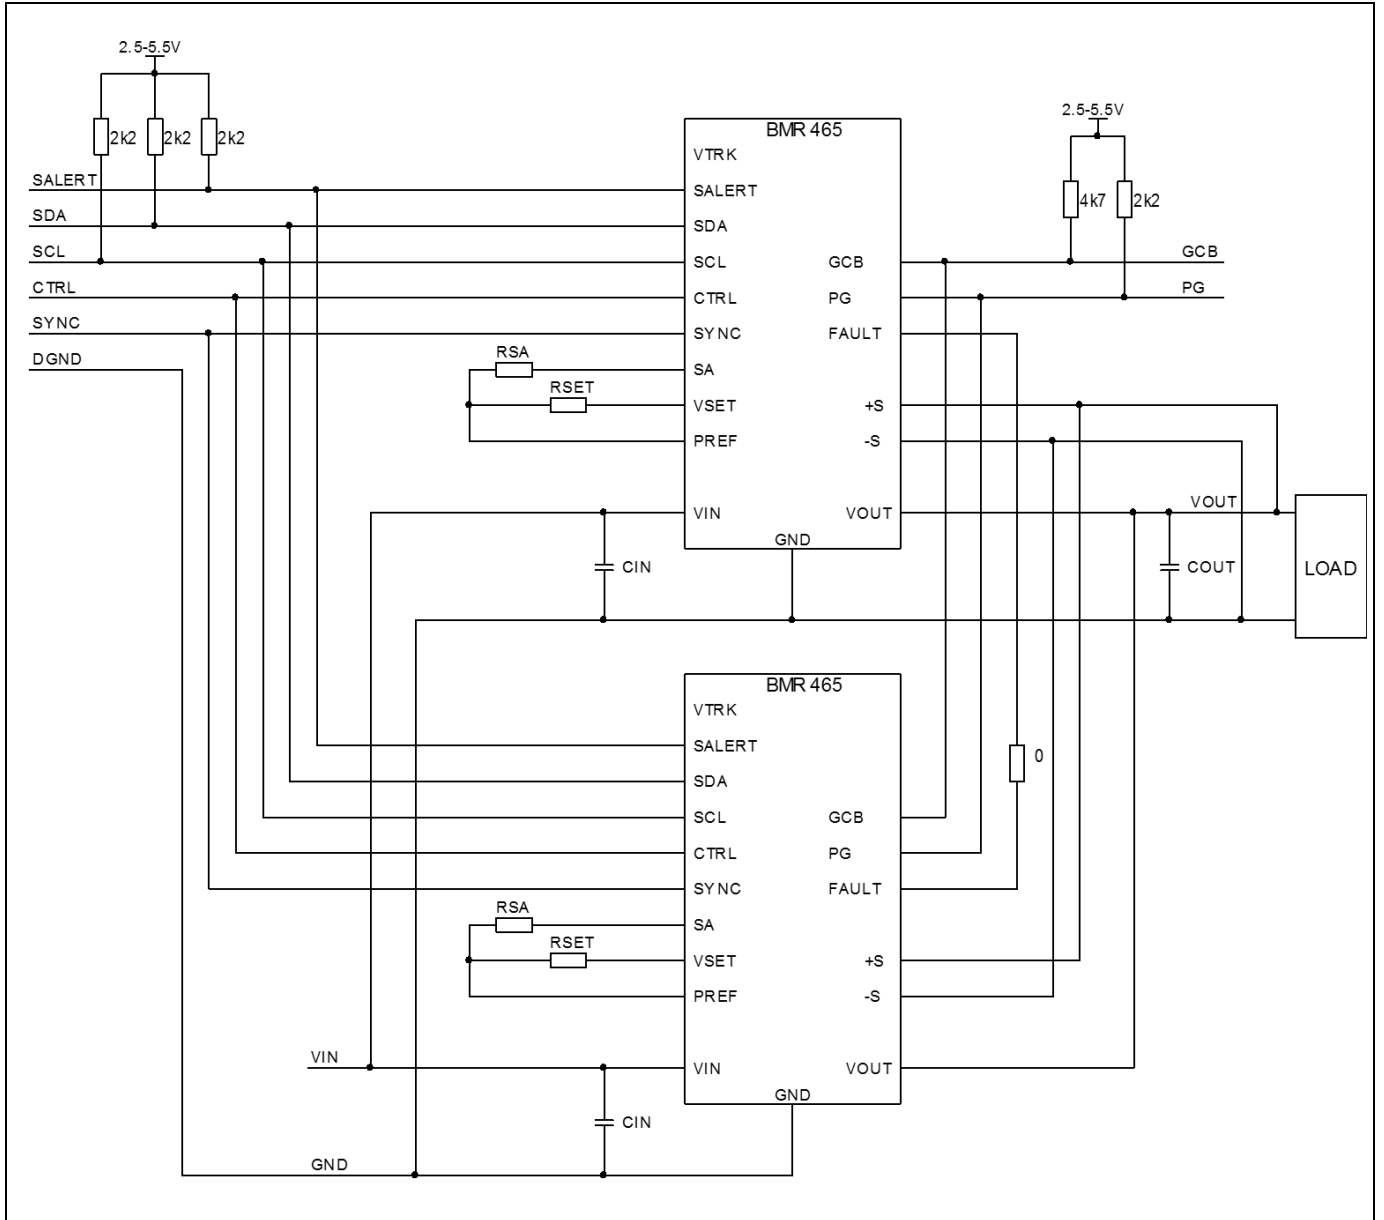 2.5-5.5V
2k2 2k2 2k2
2.5-5.5V
4k7 2k2
SALERT
SDA
SCL
CTRL
SYNC
DGND
BMR 465
VTRK
SALERT
SDA
SCL GCB
CTRL PG
SYNC FAULT
SA
VSET +S
PREF -S
VIN VOUT
GND
GCB
PG
RSA
RSET
CIN
VOUT
COUT
LOAD
BMR 465
VTRK
SALERT
SDA
SCL GCB
CTRL PG
SYNC FAULT
SA
VSET +S
PREF -S
VIN VOUT
GND
0
RSA
RSET
VIN
CIN
GND